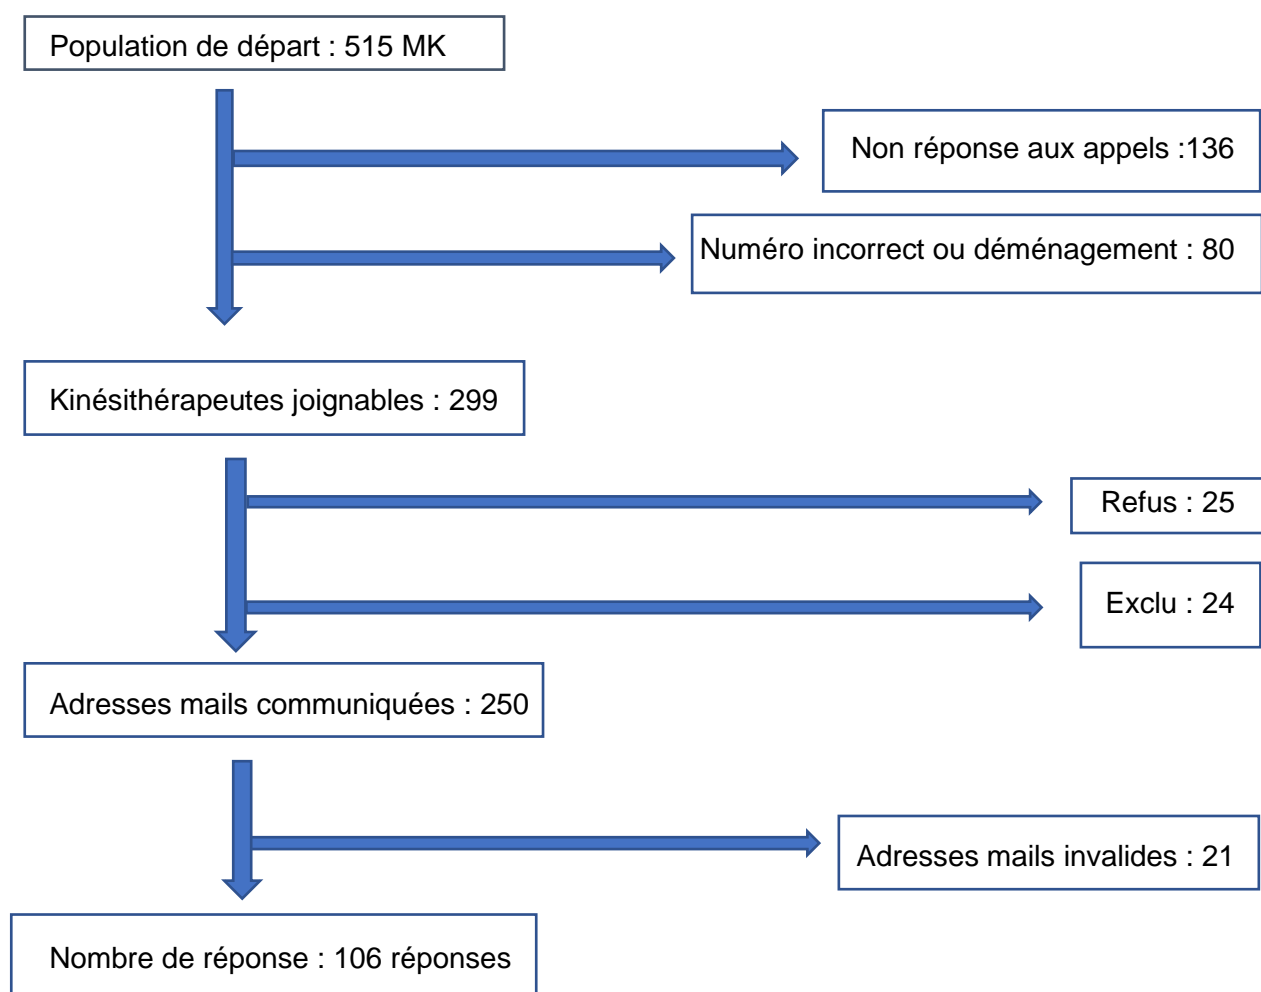 Population de départ : 515 MK
Non réponse aux appels :136
Numéro incorrect ou déménagement : 80
Kinésithérapeutes joignables : 299
Refus : 25
Exclu : 24
Adresses mails communiquées : 250
Adresses mails invalides : 21
Nombre de réponse : 106 réponses